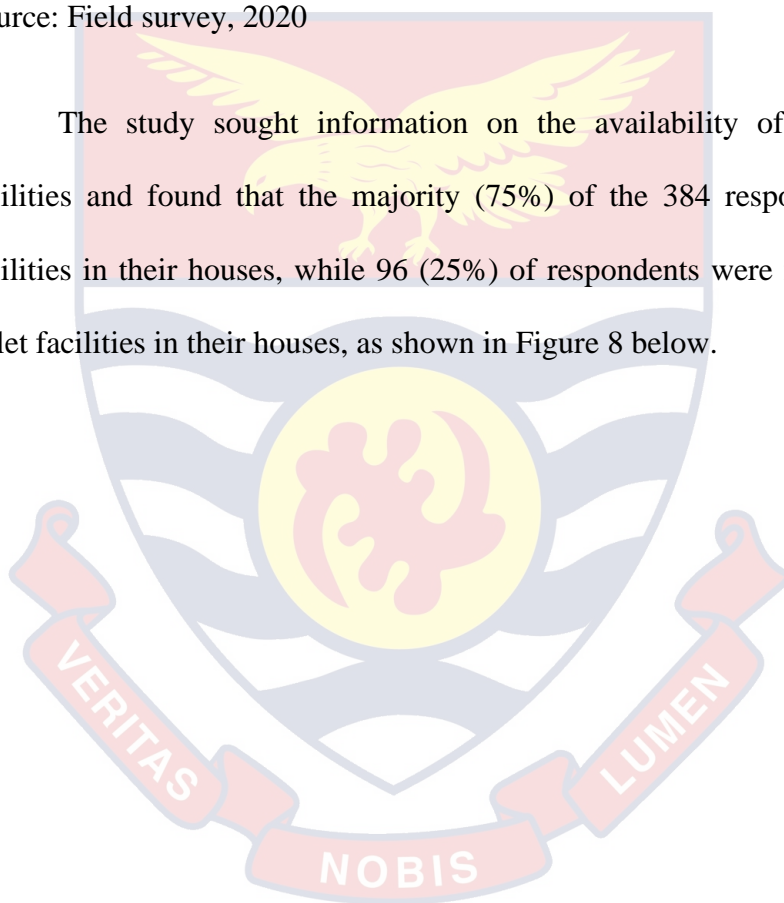 urce: Field survey, 2020
The study sought information on the availability of
ilities and found that the majority (75%) of the 384 respo
ilities in their houses, while 96 (25%) of respondents were
let facilities in their houses, as shown in Figure 8 below.
VERITAS
NOBIS
LUMEN